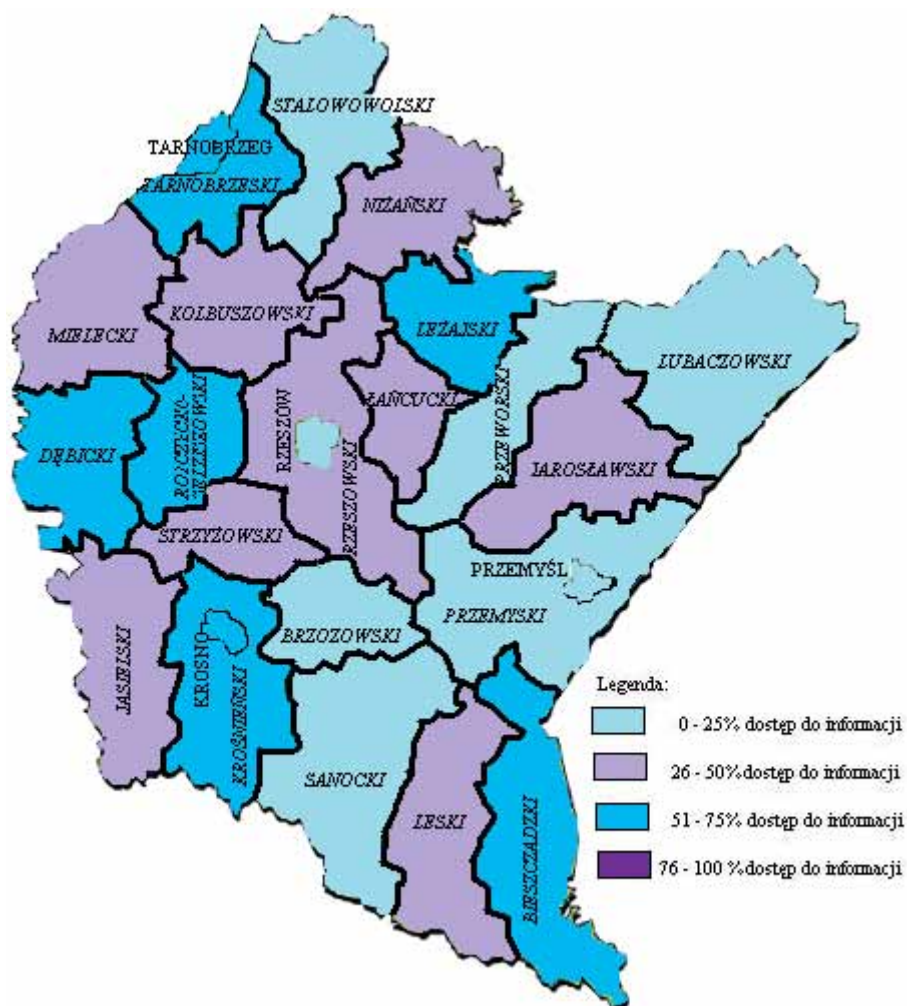 STALOWOWOLSKI
TARNOBRZEG
TARNOBRZESKI
NIŻAŃSKI
KOLBUSZOWSKI
MIELECKI
LEŻAJSKI
LUBACZOWSKI
ŁAŃCUCKI
PRZEWORSKI
RZESZÓW
JAROSŁAWSKI
DĘBICKI
ROPCZYCKO-
RZESZOWSKI
STRZYŻOWSKI
PRZEMYŚL
PRZEMYSKI
BRZOZOWSKI
JASIELSKI
KROSNO
KROŚNIEŃSKI
SANOCKI
LESKI
BIESZCZADZKI
Legenda:
0 - 25% dostęp do informacji
26 - 50% dostęp do informacji
51 - 75% dostęp do informacji
76 - 100 % dostęp do informacji